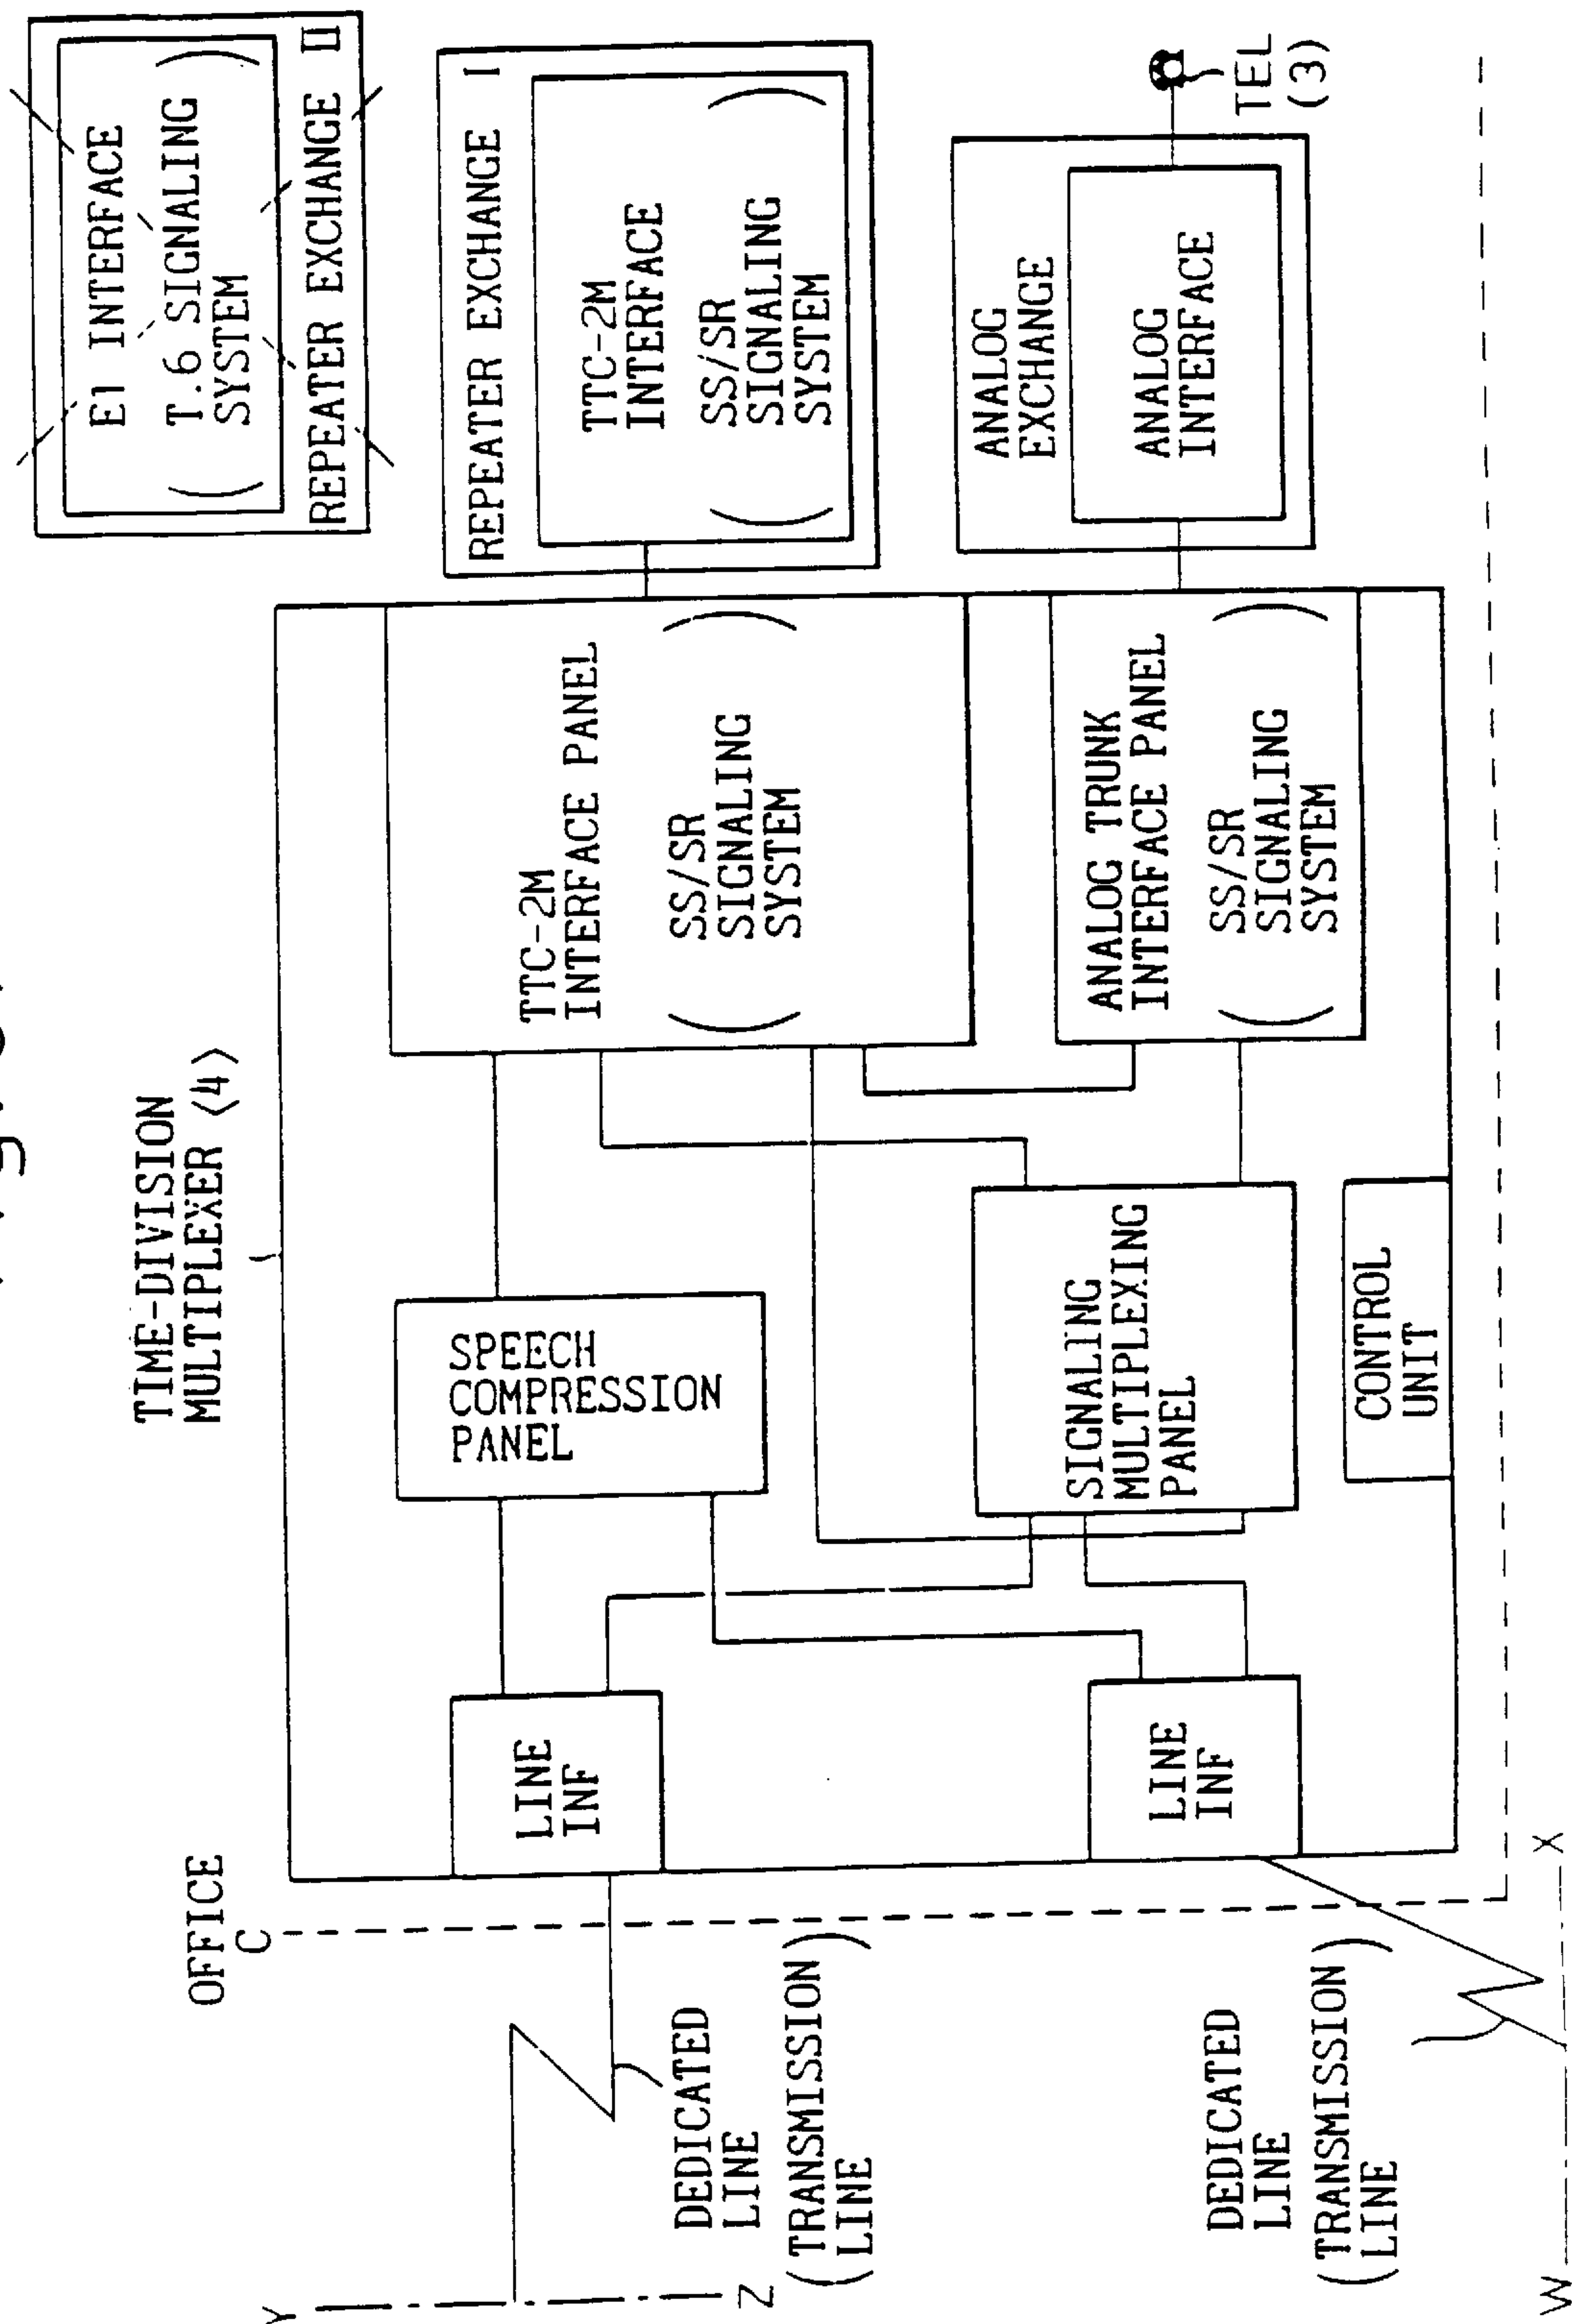 TIME-DIVISION
MULTIPLEXER <4>
OFFICE
C
Y
Z
DEDICATED
LINE
(TRANSMISSION)
LINE
DEDICATED
LINE
(TRANSMISSION)
LINE
W
X
LINE
INF
LINE
INF
SPEECH
COMPRESSION
PANEL
SIGNALING
MULTIPLEXING
PANEL
CONTROL
UNIT
TTC-2M
INTERFACE PANEL
(SS/SR
SIGNALING
SYSTEM)
ANALOG TRUNK
INTERFACE PANEL
(SS/SR
SIGNALING
SYSTEM)
E1 INTERFACE
(T.6 SIGNALING
SYSTEM)
REPEATER EXCHANGE II
REPEATER EXCHANGE I
TTC-2M
INTERFACE
(SS/SR
SIGNALING
SYSTEM)
ANALOG
EXCHANGE
ANALOG
INTERFACE
TEL
(3)